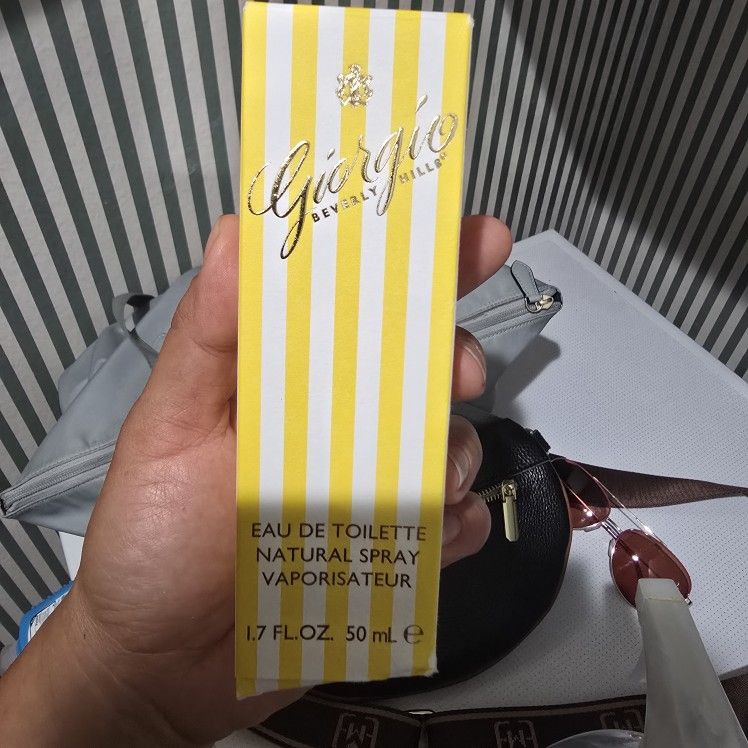 Giorgio
BEVERLY HILLS®
EAU DE TOILETTE
NATURAL SPRAY
VAPORISATEUR
1.7 FL.OZ. 50 mL ℮